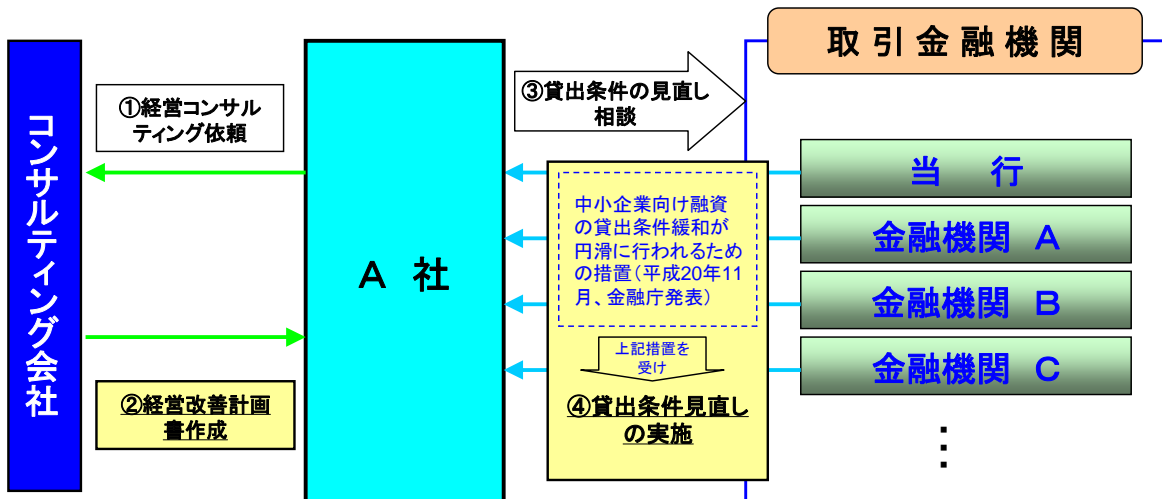 取引金融機関
コンサルティング会社
①経営コンサル
ティング依頼
②経営改善計画
書作成
A 社
③貸出条件の見直し
相談
中小企業向け融資
の貸出条件緩和が
円滑に行われるため
の措置(平成20年11
月、金融庁発表)
上記措置を
受け
④貸出条件見直し
の実施
当 行
金融機関 A
金融機関 B
金融機関 C
⋮